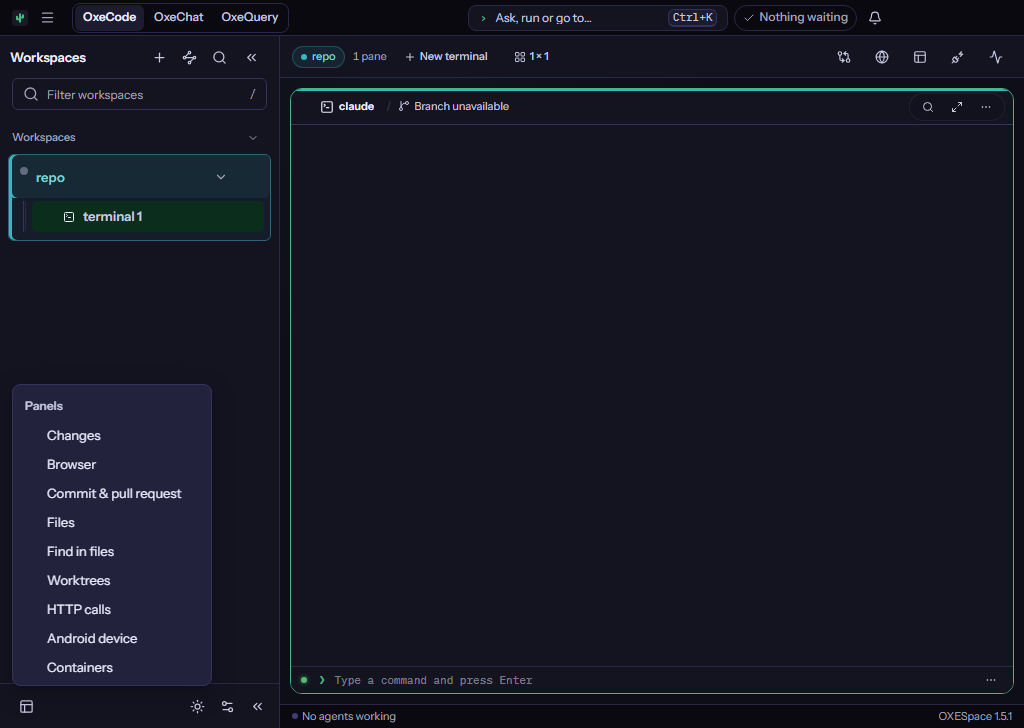 OxeCode OxeChat OxeQuery Ask, run or go to... Ctrl+K Nothing waiting
Workspaces
Filter workspaces /
Workspaces
repo
terminal 1
repo 1 pane + New terminal 1×1
claude / Branch unavailable
Panels
Changes
Browser
Commit & pull request
Files
Find in files
Worktrees
HTTP calls
Android device
Containers
❯ Type a command and press Enter
No agents working
OXESpace 1.5.1